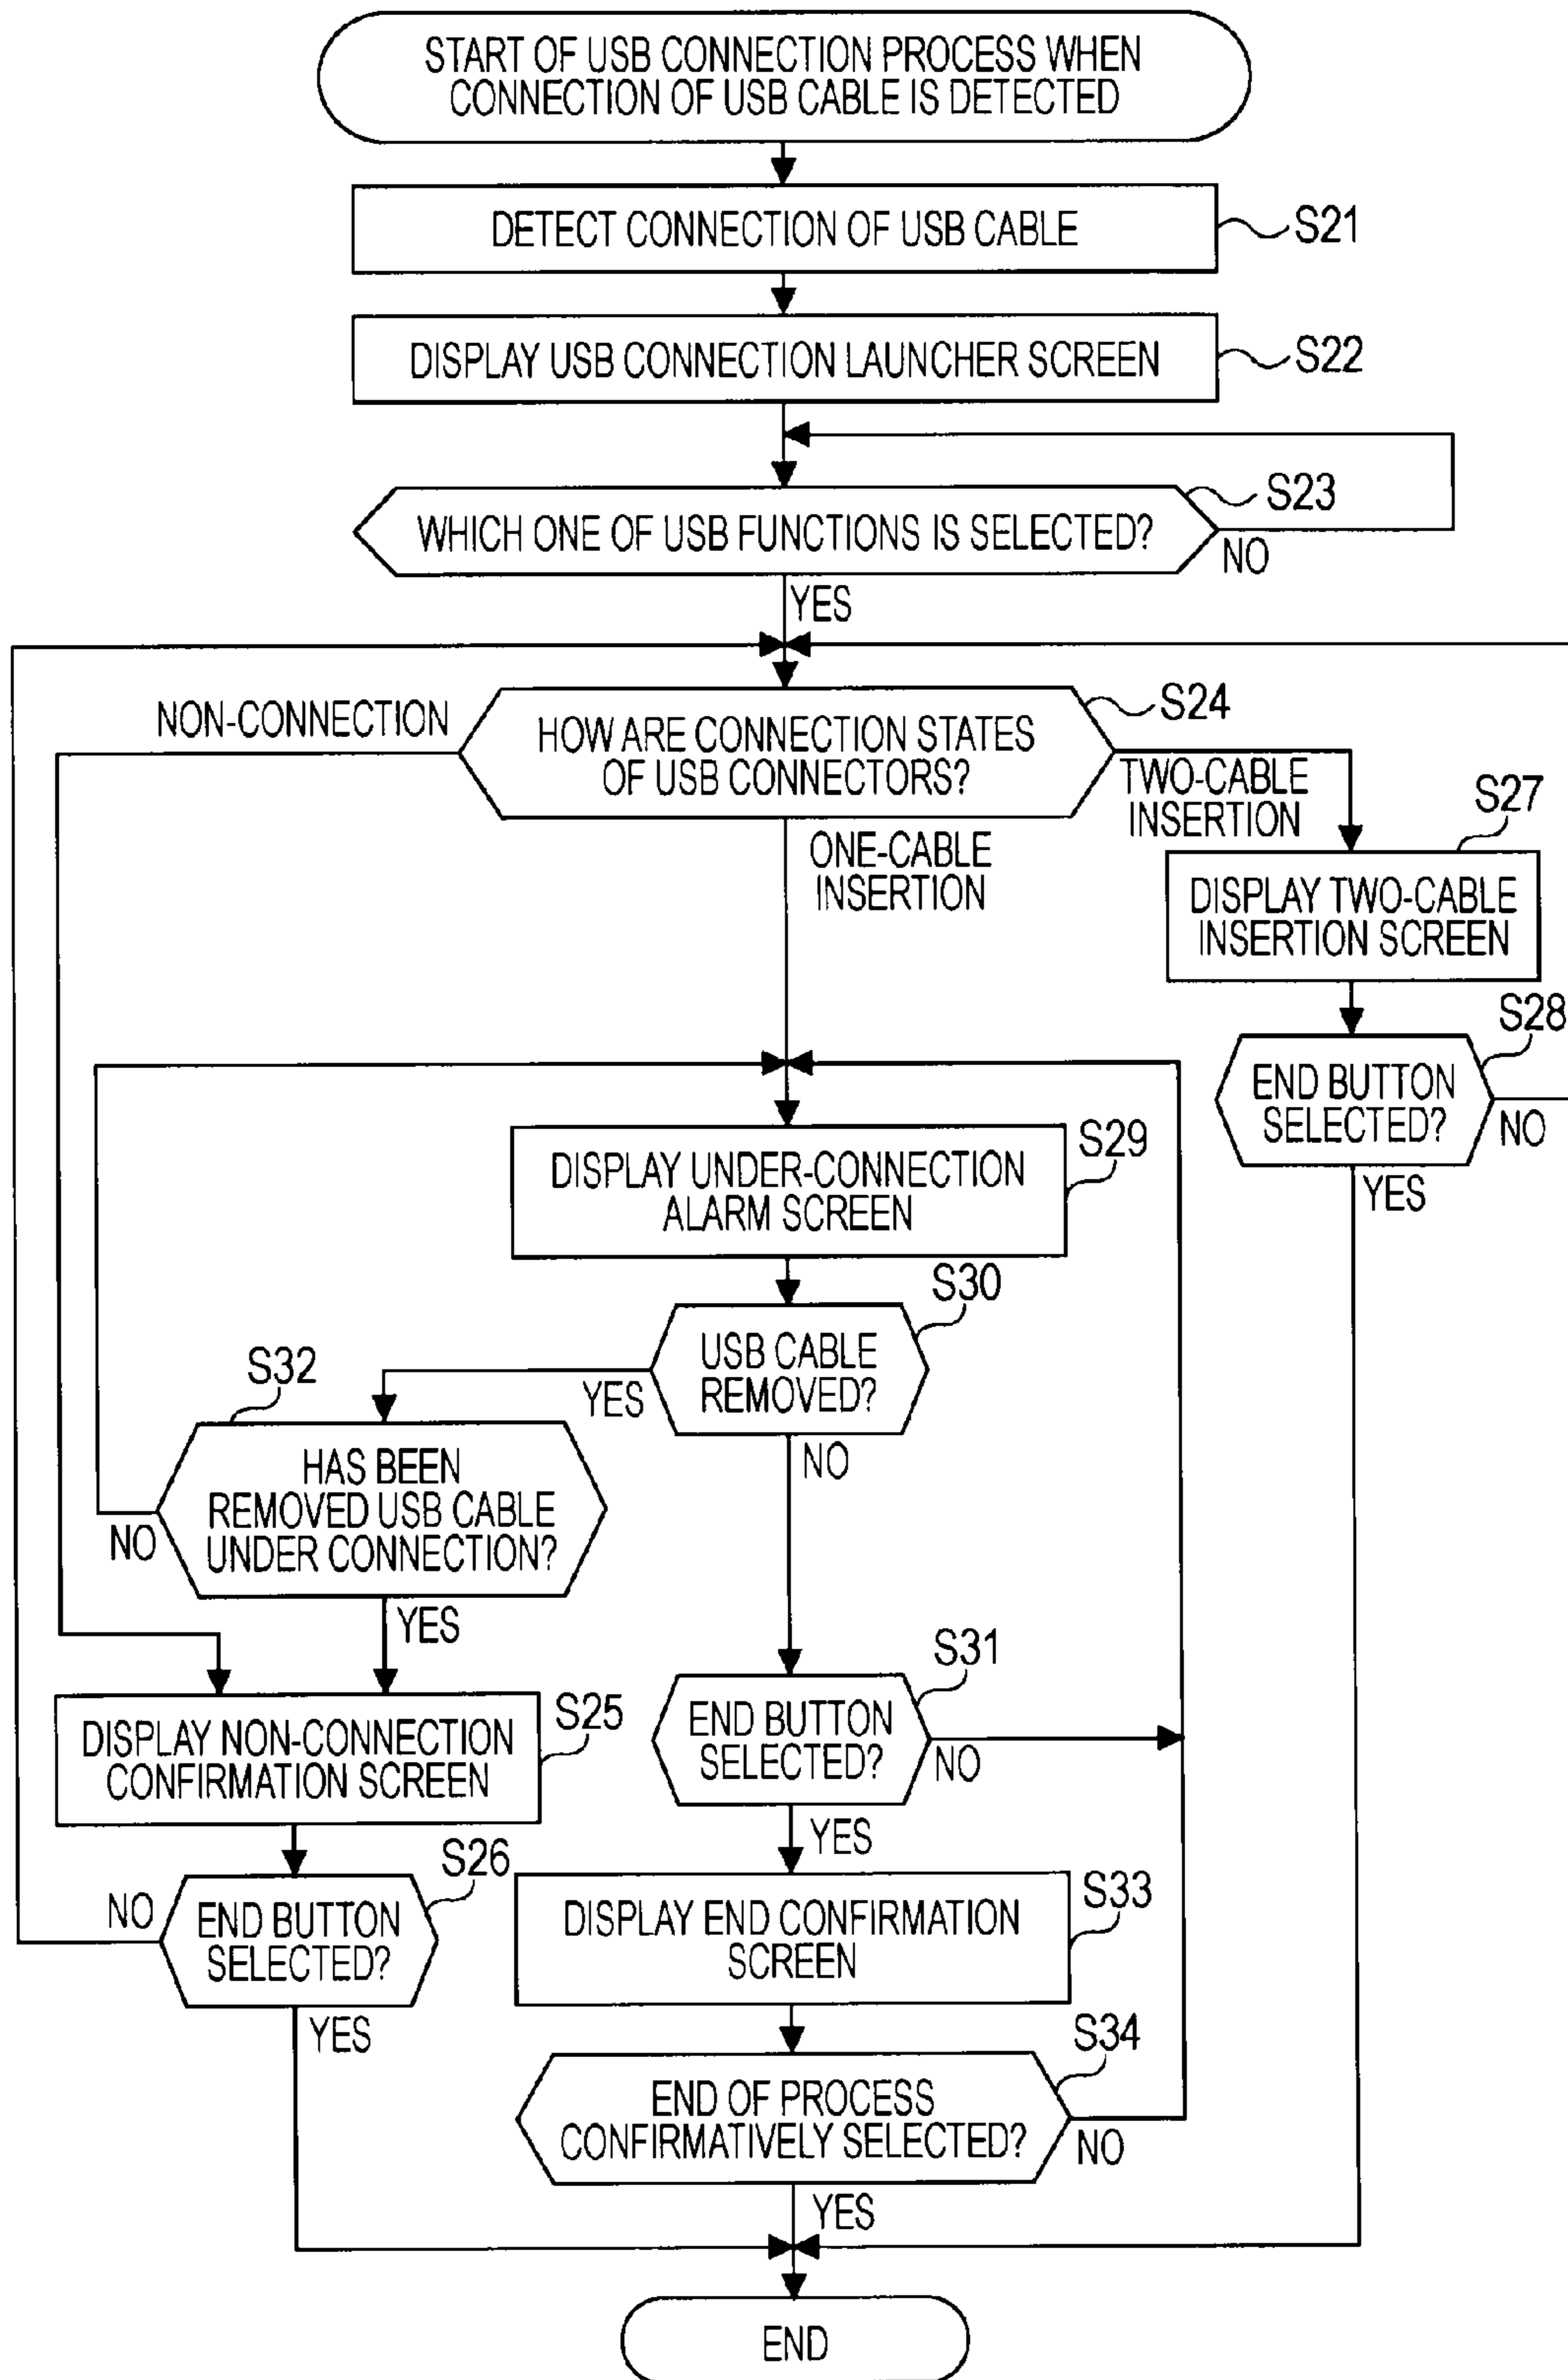 START OF USB CONNECTION PROCESS WHEN
CONNECTION OF USB CABLE IS DETECTED
DETECT CONNECTION OF USB CABLE
S21
DISPLAY USB CONNECTION LAUNCHER SCREEN
S22
S23
WHICH ONE OF USB FUNCTIONS IS SELECTED?
NO
YES
NON-CONNECTION
S24
HOW ARE CONNECTION STATES
OF USB CONNECTORS?
TWO-CABLE
INSERTION
S27
ONE-CABLE
INSERTION
DISPLAY TWO-CABLE
INSERTION SCREEN
S28
END BUTTON
SELECTED?
NO
YES
S29
DISPLAY UNDER-CONNECTION
ALARM SCREEN
S30
USB CABLE
REMOVED?
YES
NO
S32
HAS BEEN
REMOVED USB CABLE
UNDER CONNECTION?
NO
YES
S31
END BUTTON
SELECTED?
NO
YES
S25
DISPLAY NON-CONNECTION
CONFIRMATION SCREEN
S26
NO
END BUTTON
SELECTED?
YES
S33
DISPLAY END CONFIRMATION
SCREEN
S34
END OF PROCESS
CONFIRMATIVELY SELECTED?
NO
YES
END